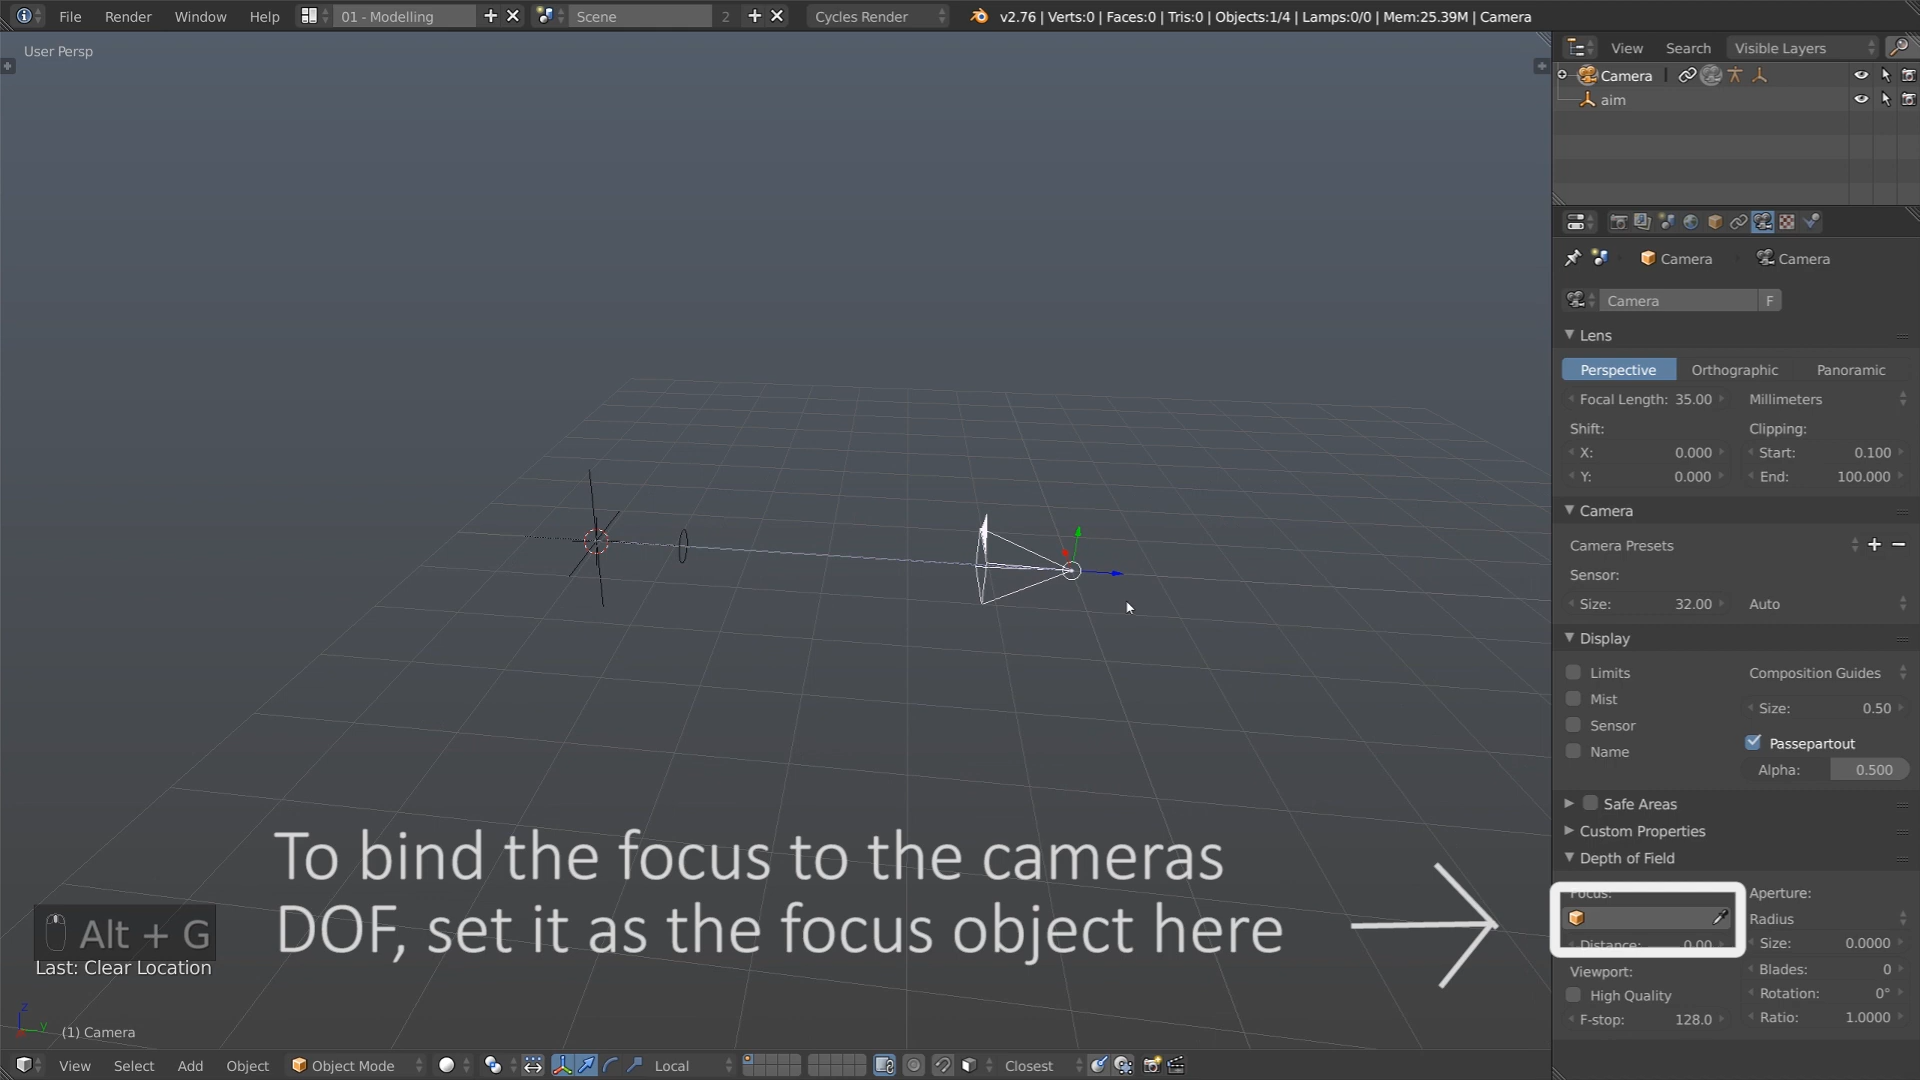 File Render Window Help 01 - Modelling Scene 2 Cycles Render v2.76 | Verts:0 | Faces:0 | Tris:0 | Objects:1/4 | Lamps:0/0 | Mem:25.39M | Camera
User Persp
View Search Visible Layers
Camera
aim
Camera Camera
Camera F
Lens
Perspective Orthographic Panoramic
Focal Length: 35.00 Millimeters
Shift: Clipping:
X: 0.000 Start: 0.100
Y: 0.000 End: 100.000
Camera
Camera Presets
Sensor:
Size: 32.00 Auto
Display
Limits Composition Guides
Mist Size: 0.50
Sensor
Name Passepartout
Alpha: 0.500
Safe Areas
Custom Properties
Depth of Field
Focus: Aperture:
Radius
Distance: 0.00 Size: 0.0000
Viewport: Blades: 0
High Quality Rotation: 0°
F-stop: 128.0 Ratio: 1.0000
To bind the focus to the cameras
DOF, set it as the focus object here
Alt + G
Last: Clear Location
z
y
(1) Camera
View Select Add Object Object Mode Local Closest